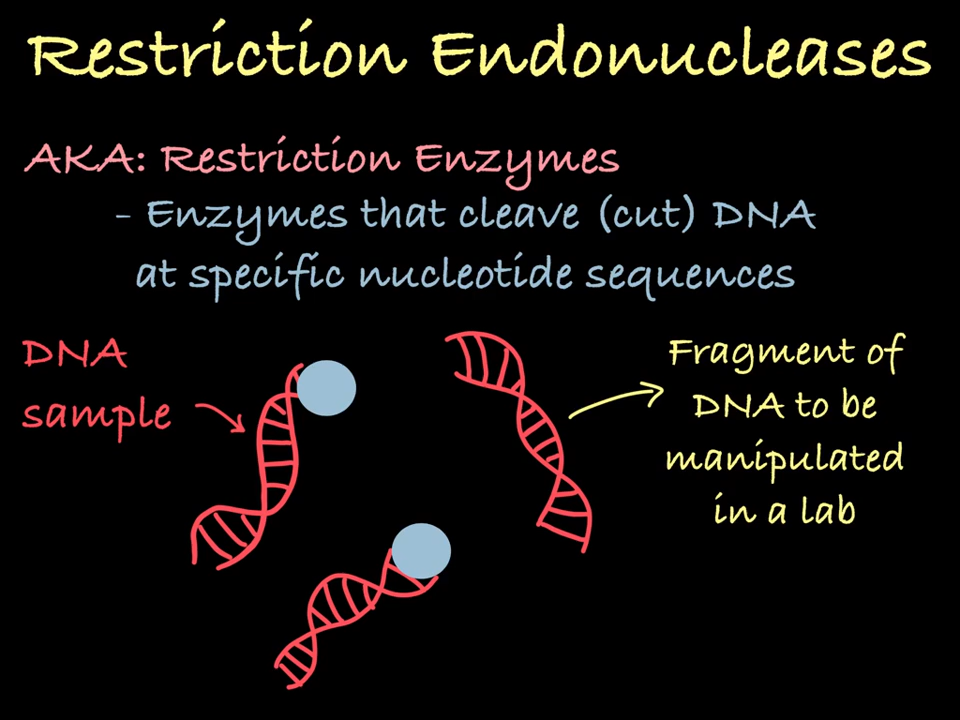 Restriction Endonucleases
AKA: Restriction Enzymes
- Enzymes that cleave (cut) DNA
at specific nucleotide sequences
DNA
sample
Fragment of
DNA to be
manipulated
in a lab